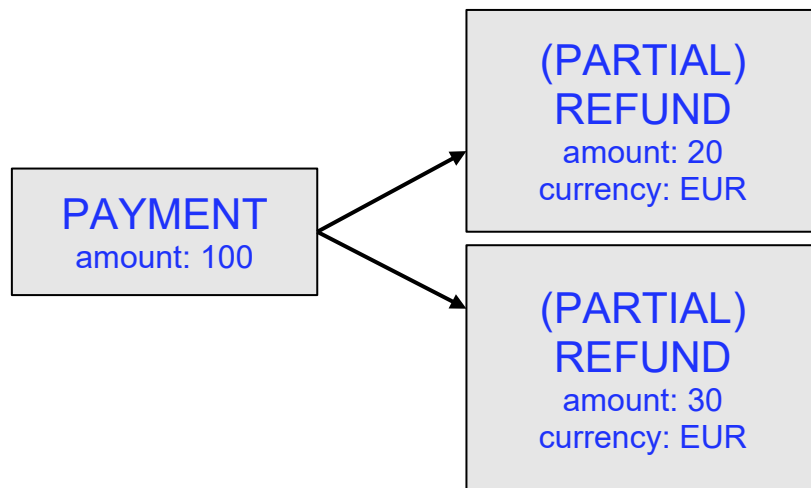 PAYMENT
amount: 100
(PARTIAL)
REFUND
amount: 20
currency: EUR
(PARTIAL)
REFUND
amount: 30
currency: EUR